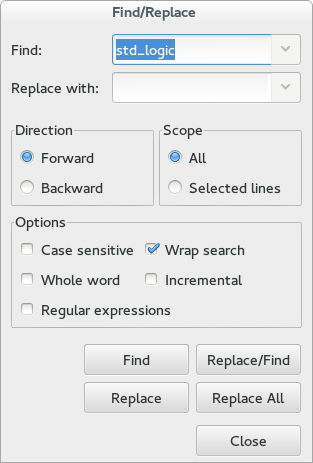 Find/Replace
Find: std_logic
Replace with:
Direction Scope
Forward All
Backward Selected lines
Options
Case sensitive Wrap search
Whole word Incremental
Regular expressions
Find Replace/Find
Replace Replace All
Close